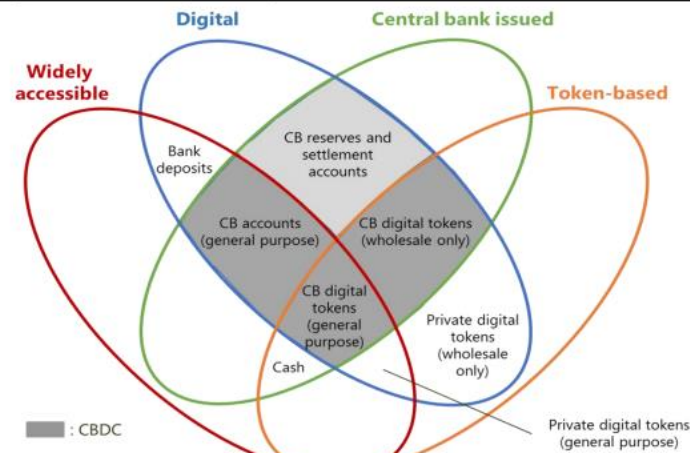 Digital
Central bank issued
Widely
accessible
Token-based
Bank
deposits
CB reserves and
settlement
accounts
CB accounts
(general purpose)
CB digital tokens
(wholesale only)
CB digital
tokens
(general
purpose)
Private digital
tokens
(wholesale
only)
Cash
: CBDC
Private digital tokens
(general purpose)